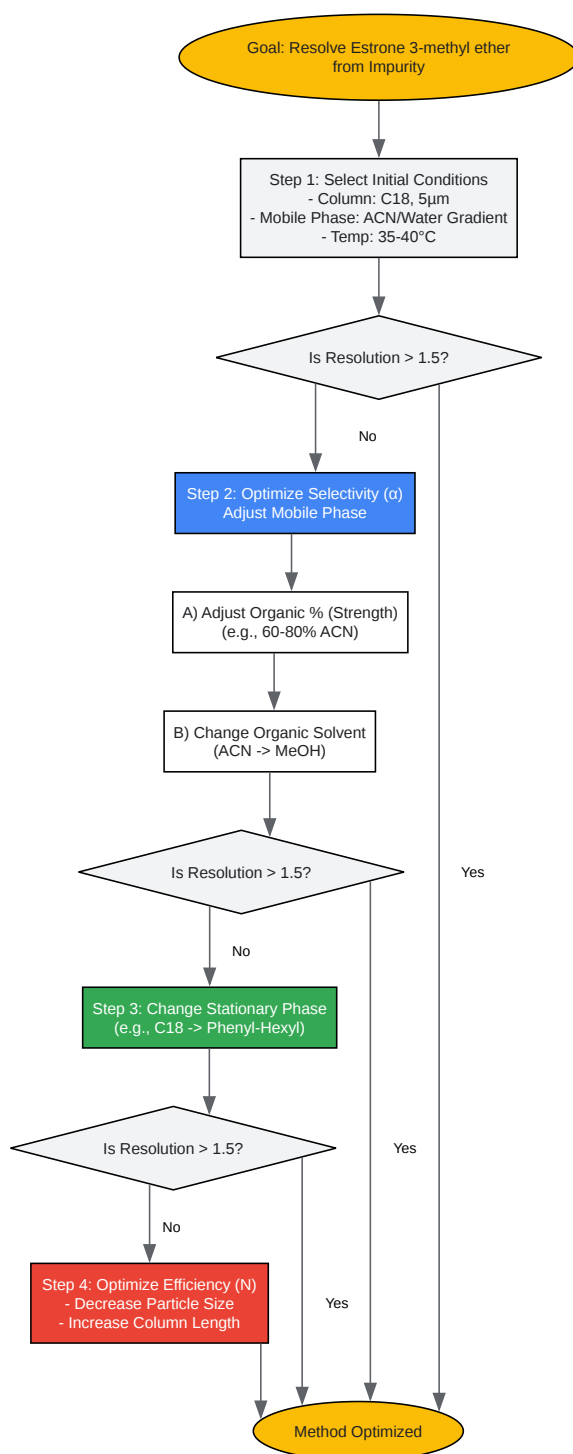 Goal: Resolve Estrone 3-methyl ether
from Impurity
Step 1: Select Initial Conditions
- Column: C18, 5µm
- Mobile Phase: ACN/Water Gradient
- Temp: 35-40°C
Is Resolution > 1.5?
No
Step 2: Optimize Selectivity (α)
Adjust Mobile Phase
A) Adjust Organic % (Strength)
(e.g., 60-80% ACN)
B) Change Organic Solvent
(ACN -> MeOH)
Is Resolution > 1.5?
Yes
No
Step 3: Change Stationary Phase
(e.g., C18 -> Phenyl-Hexyl)
Is Resolution > 1.5?
Yes
No
Step 4: Optimize Efficiency (N)
- Decrease Particle Size
- Increase Column Length
Yes
Method Optimized